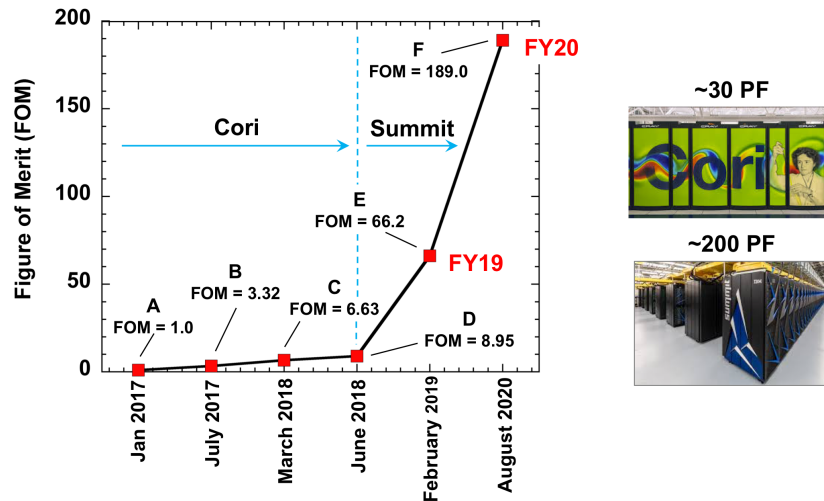 Figure of Merit (FOM)
200
150
100
50
0
Cori
Summit
A
FOM = 1.0
B
FOM = 3.32
C
FOM = 6.63
D
FOM = 8.95
E
FOM = 66.2
F
FOM = 189.0
FY19
FY20
Jan 2017
July 2017
March 2018
June 2018
February 2019
August 2020
~30 PF
Cori
~200 PF
summit